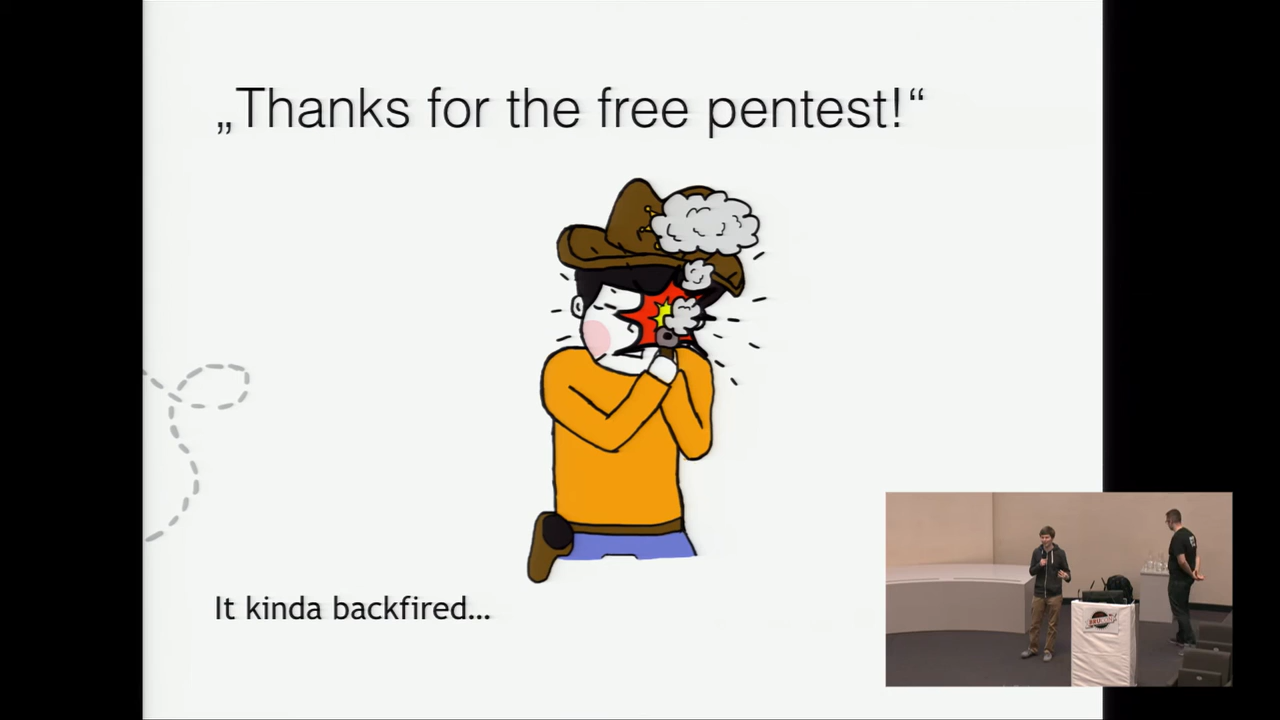 „Thanks for the free pentest!“
It kinda backfired...